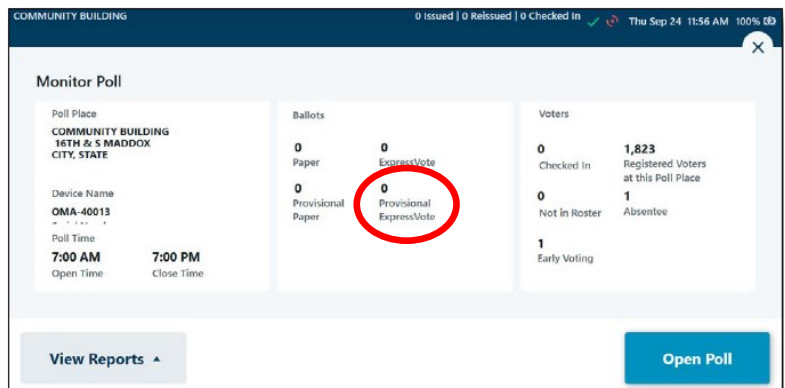 COMMUNITY BUILDING
0 Issued | 0 Reissued | 0 Checked In
Thu Sep 24 11:56 AM 100%
Monitor Poll
Poll Place
COMMUNITY BUILDING
16TH & S MADDOX
CITY, STATE
Device Name
OMA-40013
Poll Time
7:00 AM
Open Time
7:00 PM
Close Time
Ballots
0
Paper
0
ExpressVote
0
Provisional
Paper
0
Provisional
ExpressVote
Voters
0
Checked In
1,823
Registered Voters
at this Poll Place
0
Not in Roster
1
Absentee
1
Early Voting
View Reports
Open Poll